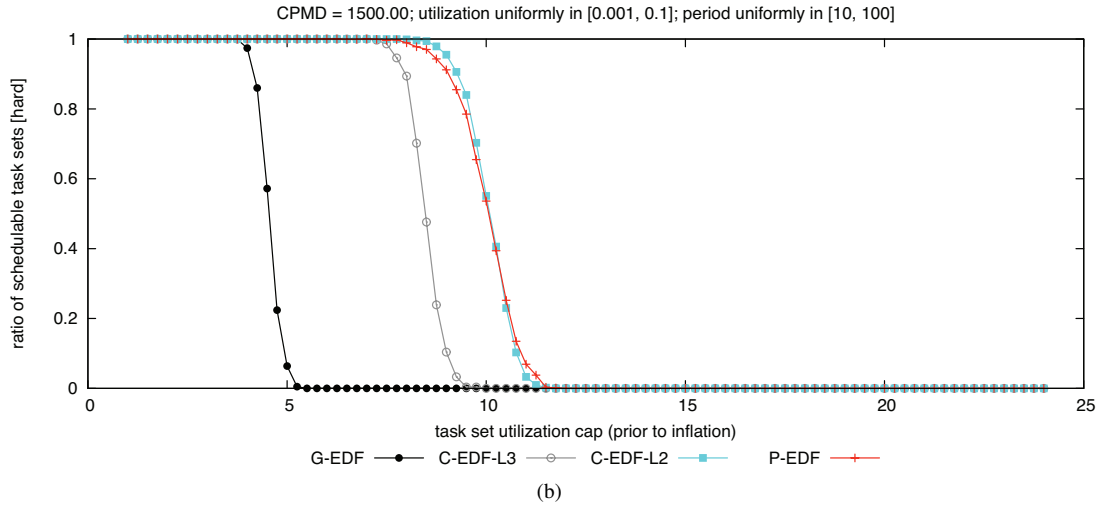 CPMD = 1500.00; utilization uniformly in [0.001, 0.1]; period uniformly in [10, 100]
ratio of schedulable task sets [hard]
1
0.8
0.6
0.4
0.2
0
0 5 10 15 20 25
task set utilization cap (prior to inflation)
G-EDF C-EDF-L3 C-EDF-L2 P-EDF
(b)